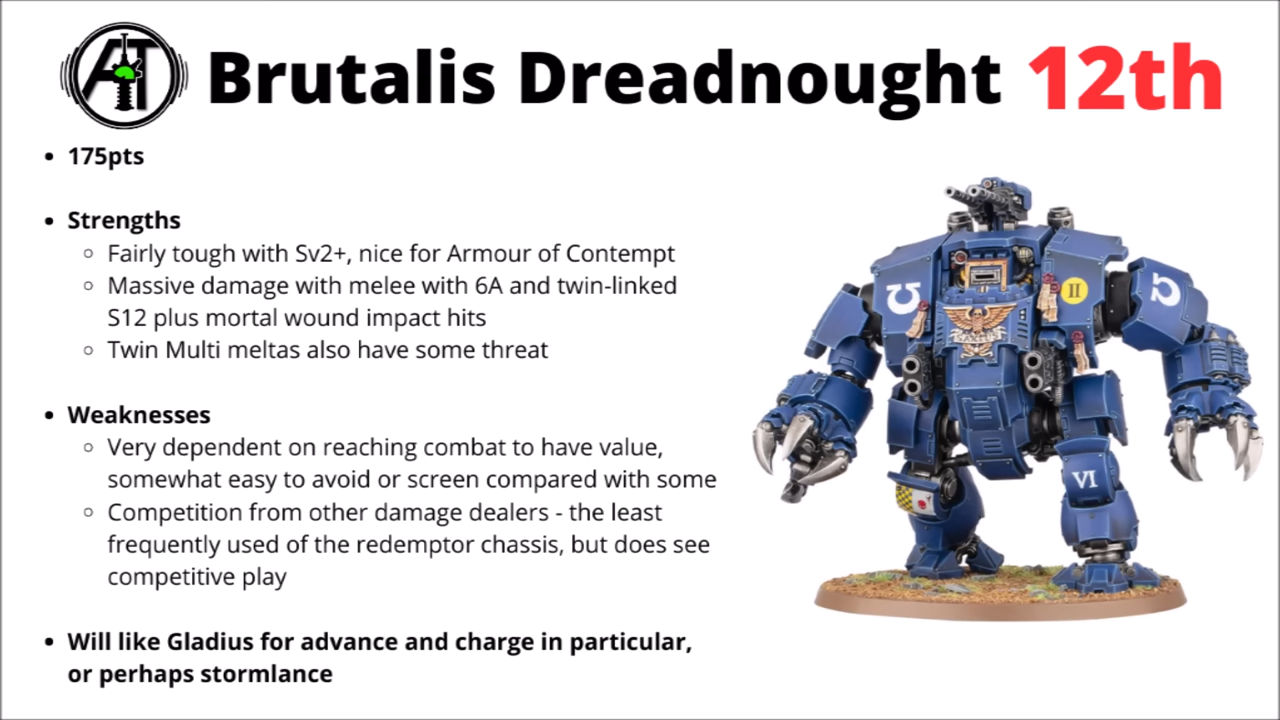 AT
Brutalis Dreadnought 12th
• 175pts
• Strengths
○ Fairly tough with Sv2+, nice for Armour of Contempt
○ Massive damage with melee with 6A and twin-linked
S12 plus mortal wound impact hits
○ Twin Multi meltas also have some threat
• Weaknesses
○ Very dependent on reaching combat to have value,
somewhat easy to avoid or screen compared with some
○ Competition from other damage dealers - the least
frequently used of the redemptor chassis, but does see
competitive play
• Will like Gladius for advance and charge in particular,
or perhaps stormlance
II
VI